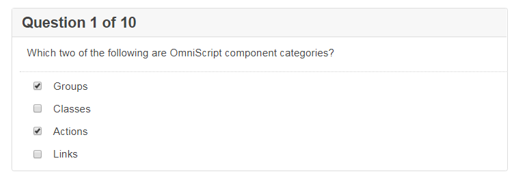 Question 1 of 10
Which two of the following are OmniScript component categories?
Groups
Classes
Actions
Links